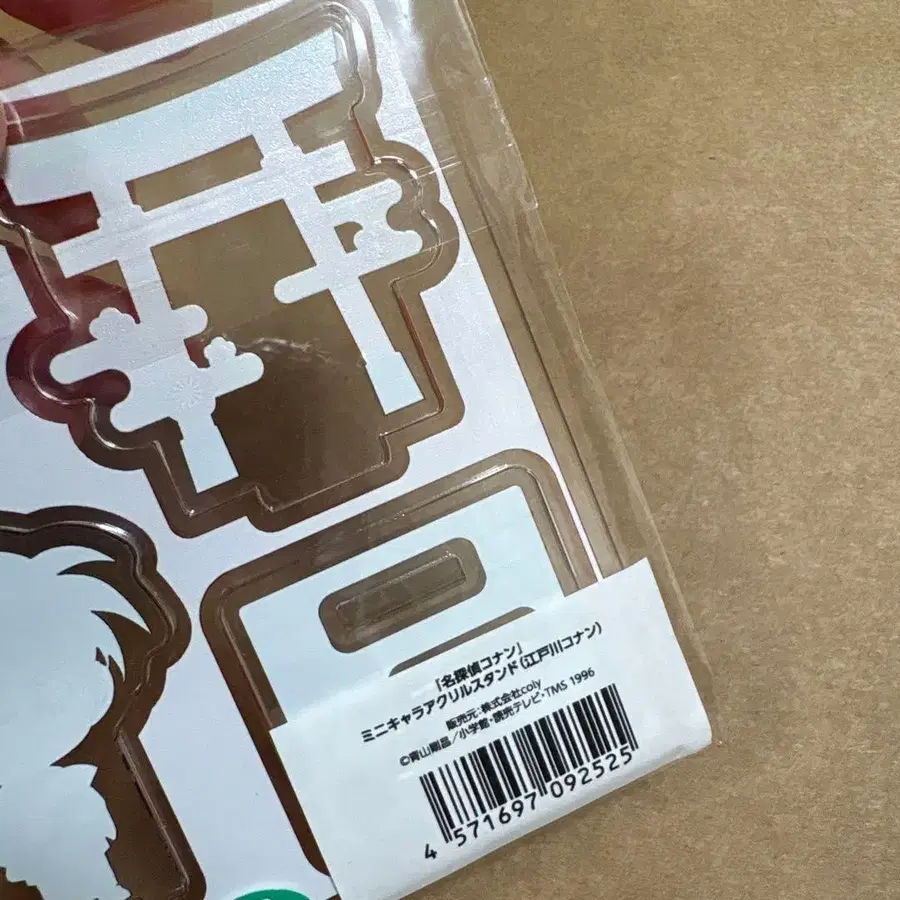 『名探偵コナン』
ミニキャラアクリルスタンド（江戸川コナン）
販売元：株式会社coly
©青山剛昌／小学館・読売テレビ・TMS 1996
4 571697 092525